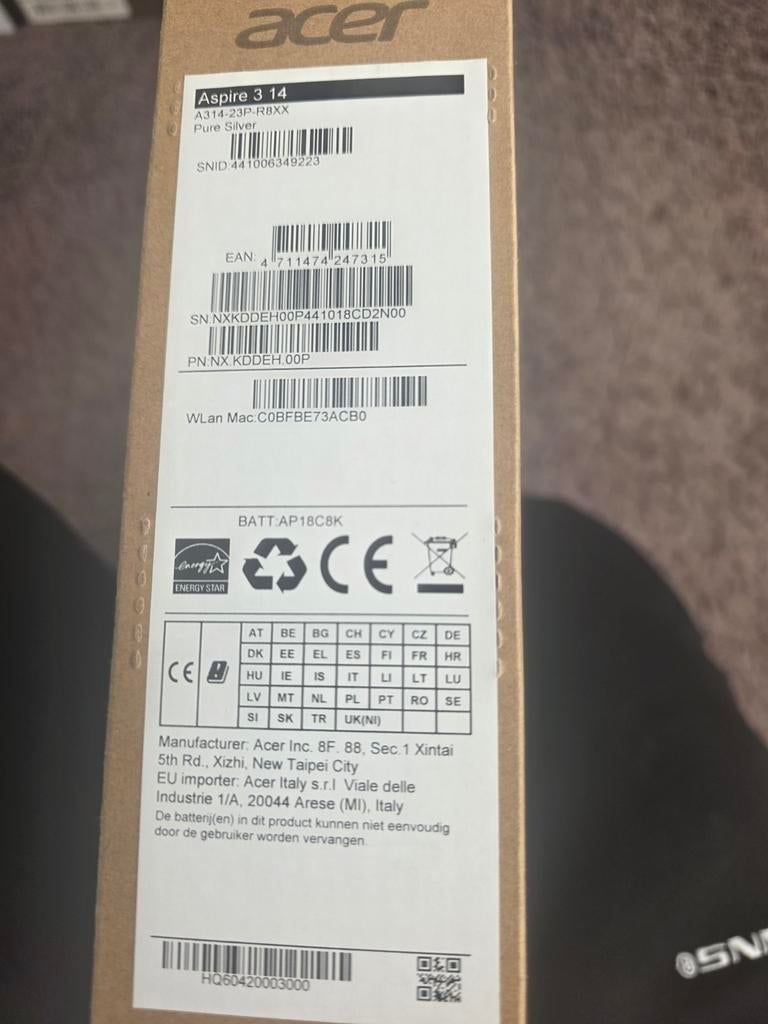 acer
Aspire 3 14
A314-23P-R8XX
Pure Silver
SNID:441006349223
EAN: 4 711474 247315
SN:NXKDDEH00P441018CD2N00
PN:NX.KDDEH.00P
WLan Mac:C0BFBE73ACB0
BATT:AP18C8K
energy
ENERGY STAR
CE
CE
AT BE BG CH CY CZ DE
DK EE EL ES FI FR HR
HU IE IS IT LI LT LU
LV MT NL PL PT RO SE
SI SK TR UK(NI)
Manufacturer: Acer Inc. 8F. 88, Sec.1 Xintai
5th Rd., Xizhi, New Taipei City
EU importer: Acer Italy s.r.l Viale delle
Industrie 1/A, 20044 Arese (MI), Italy
De batterij(en) in dit product kunnen niet eenvoudig
door de gebruiker worden vervangen.
HQ60420003000